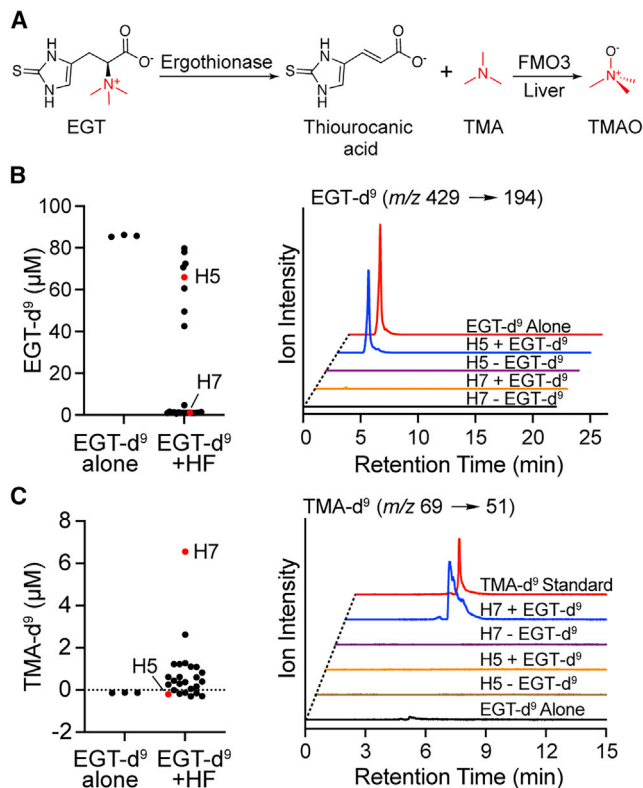 A
S
H
N
N
H
O
O-
N+
EGT
Ergothionase
S
H
N
N
H
O
O-
Thiourocanic
acid
+
N
TMA
FMO3
Liver
O-
N+
TMAO
B
EGT-d⁹ (µM)
100
80
60
40
20
0
H5
H7
EGT-d⁹
alone
EGT-d⁹
+HF
EGT-d⁹ (m/z 429 → 194)
Ion Intensity
EGT-d⁹ Alone
H5 + EGT-d⁹
H5 - EGT-d⁹
H7 + EGT-d⁹
H7 - EGT-d⁹
0 5 10 15 20 25
Retention Time (min)
C
TMA-d⁹ (µM)
8
6
4
2
0
-2
H7
H5
EGT-d⁹
alone
EGT-d⁹
+HF
TMA-d⁹ (m/z 69 → 51)
Ion Intensity
TMA-d⁹ Standard
H7 + EGT-d⁹
H7 - EGT-d⁹
H5 + EGT-d⁹
H5 - EGT-d⁹
EGT-d⁹ Alone
0 3 6 9 12 15
Retention Time (min)